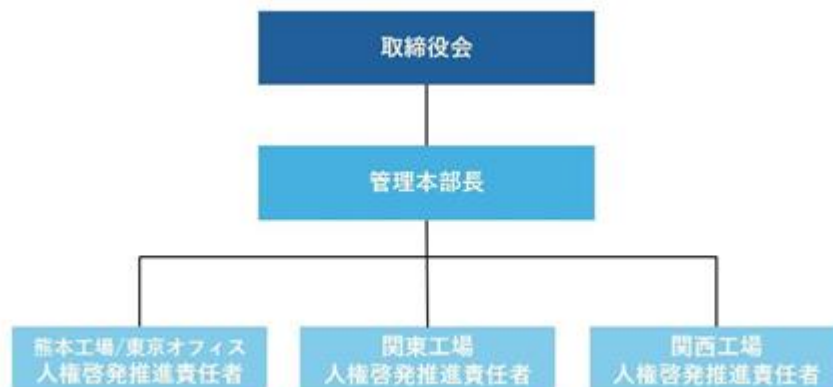 取締役会
管理本部長
熊本工場/東京オフィス
人権啓発推進責任者
関東工場
人権啓発推進責任者
関西工場
人権啓発推進責任者